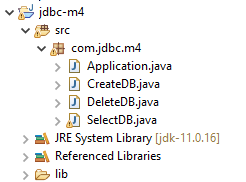 jdbc-m4
src
com.jdbc.m4
Application.java
CreateDB.java
DeleteDB.java
SelectDB.java
JRE System Library [jdk-11.0.16]
Referenced Libraries
lib